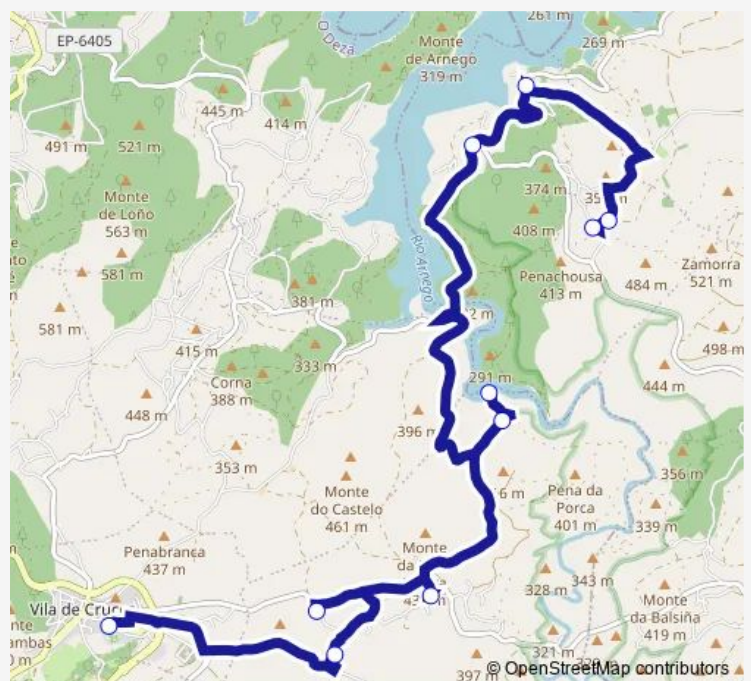 EP-6405
261 m
269 m
O Deza
Monte
de Arnego
319 m
445 m
414 m
491 m
521 m
Monte
de Loño
563 m
374 m
408 m
581 m
Río Arnego
Penachousa
413 m
Zamorra
521 m
484 m
381 m
581 m
415 m
333 m
498 m
Corna
388 m
291 m
444 m
448 m
396 m
353 m
356 m
Monte
do Castelo
461 m
Pena da
Porca
401 m
339 m
Penabranca
437 m
Monte
da
328 m
343 m
Vila de Cruces
Monte
da Balsiña
419 m
321 m
397 m
© OpenStreetMap contributors